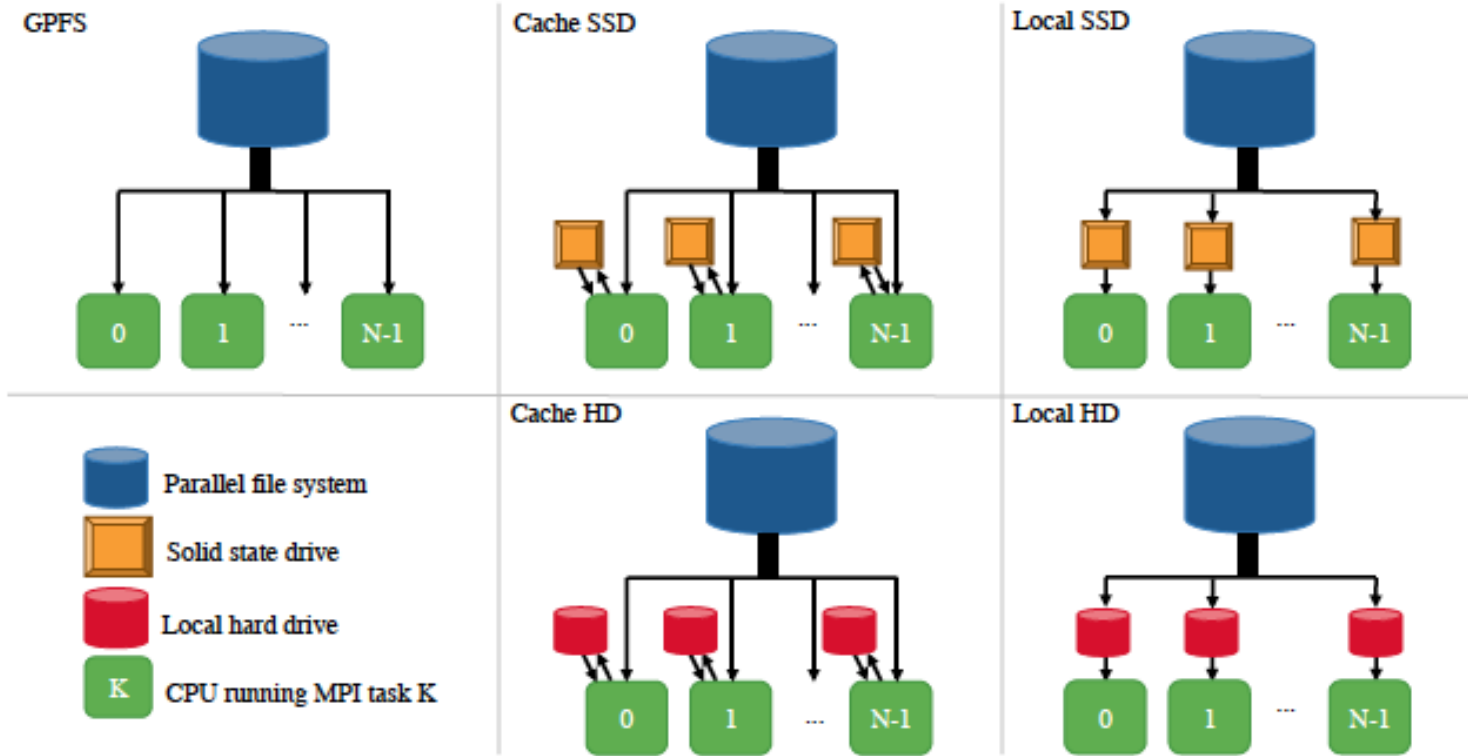 GPFS
0
1
...
N-1
Cache SSD
0
1
...
N-1
Local SSD
0
1
...
N-1
Parallel file system
Solid state drive
Local hard drive
K
CPU running MPI task K
Cache HD
0
1
...
N-1
Local HD
0
1
...
N-1